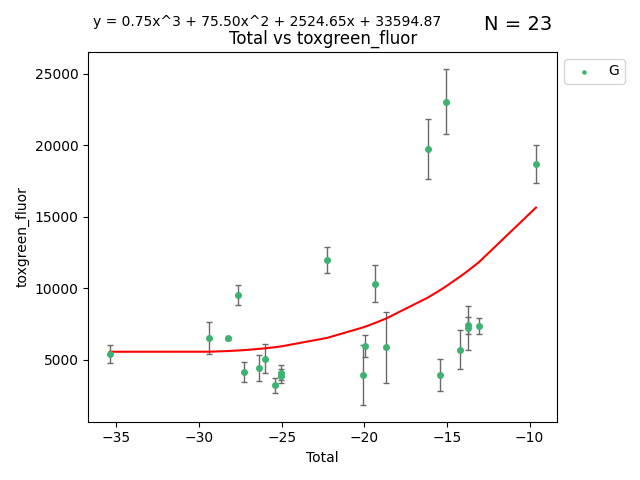 y = 0.75x^3 + 75.50x^2 + 2524.65x + 33594.87
N = 23
Total vs toxgreen_fluor
G
25000
20000
15000
10000
5000
toxgreen_fluor
−35
−30
−25
−20
−15
−10
Total